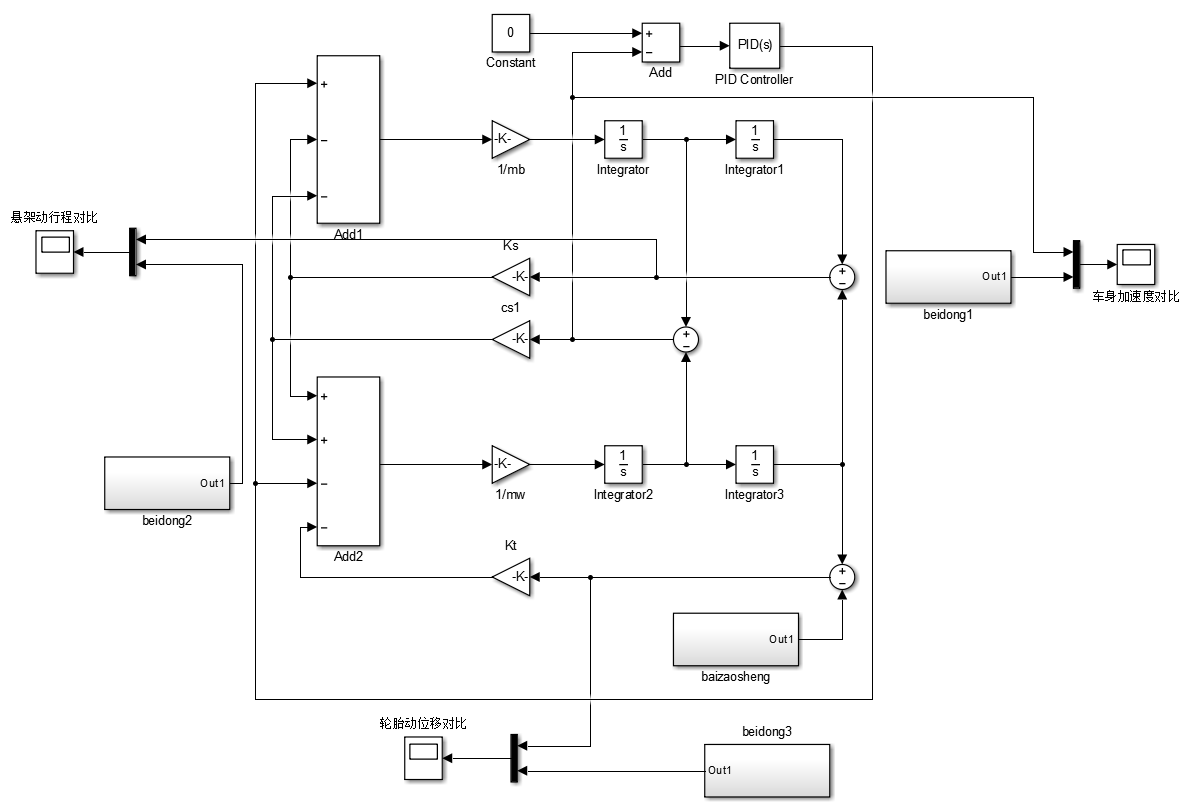 0
Constant
+
−
Add
PID(s)
PID Controller
+
−
−
Add1
-K-
1/mb
1
s
Integrator
1
s
Integrator1
悬架动行程对比
Ks
-K-
+
−
Out1
beidong1
车身加速度对比
cs1
-K-
+
−
+
+
−
−
Add2
-K-
1/mw
1
s
Integrator2
1
s
Integrator3
Out1
beidong2
Kt
-K-
+
−
Out1
baizaosheng
轮胎动位移对比
beidong3
Out1